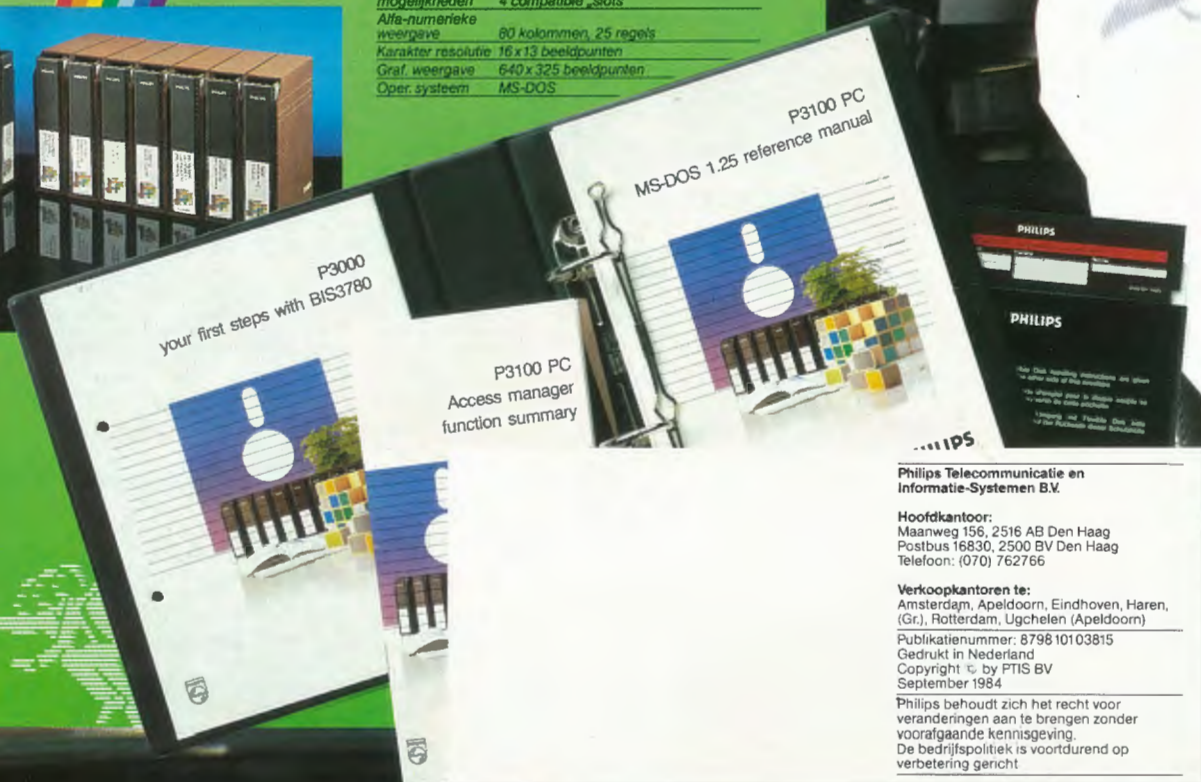 mogelijkheden 4 compatible „slots"
Alfa-numerieke
weergave 80 kolommen, 25 regels
Karakter resolutie 16 x 13 beeldpunten
Graf. weergave 640 x 325 beeldpunten
Oper. systeem MS-DOS
P3100 PC
MS-DOS 1.25 reference manual
PHILIPS
P3000
your first steps with BIS3780
P3100 PC
Access manager
function summary
PHILIPS
PHILIPS
Philips Telecommunicatie en
Informatie-Systemen B.V.
Hoofdkantoor:
Maanweg 156, 2516 AB Den Haag
Postbus 16830, 2500 BV Den Haag
Telefoon: (070) 762766
Verkoopkantoren te:
Amsterdam, Apeldoorn, Eindhoven, Haren,
(Gr.), Rotterdam, Ugchelen (Apeldoorn)
Publikatienummer: 8798 101 03815
Gedrukt in Nederland
Copyright © by PTIS BV
September 1984
Philips behoudt zich het recht voor
veranderingen aan te brengen zonder
voorafgaande kennisgeving.
De bedrijfspolitiek is voortdurend op
verbetering gericht